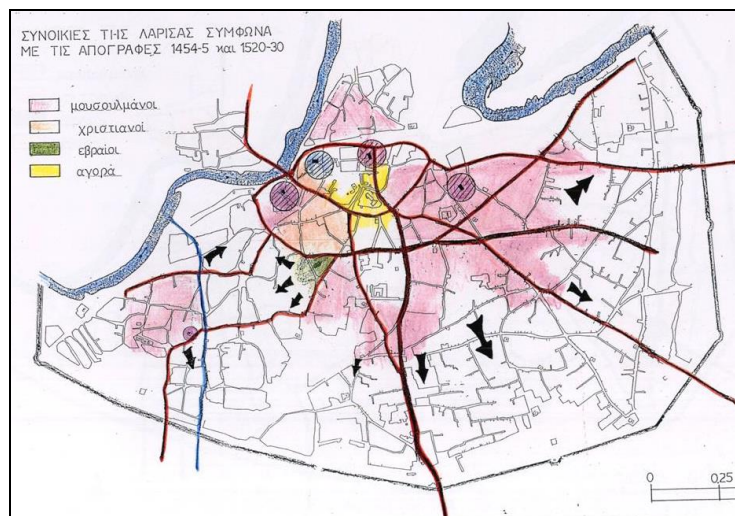 ΣΥΝΟΙΚΙΕΣ ΤΗΣ ΛΑΡΙΣΑΣ ΣΥΜΦΩΝΑ
ΜΕ ΤΙΣ ΑΠΟΓΡΑΦΕΣ 1454-5 και 1520-30
μουσουλμάνοι
χριστιανοί
εβραίοι
αγορά
0 0,25